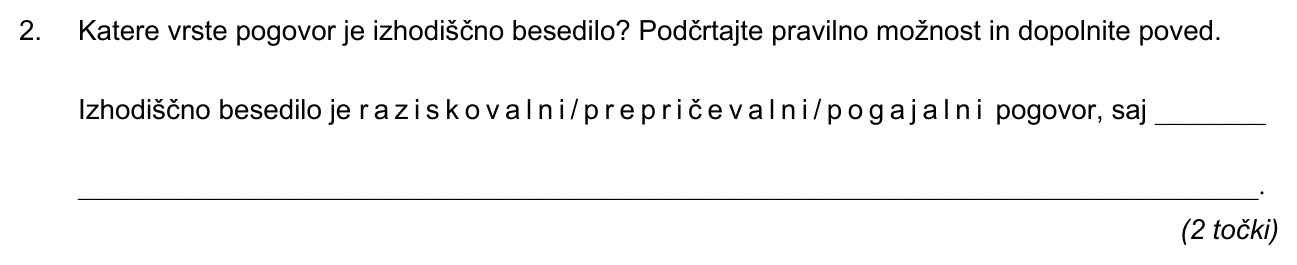 2. Katere vrste pogovor je izhodiščno besedilo? Podčrtajte pravilno možnost in dopolnite poved.
Izhodiščno besedilo je r a z i s k o v a l n i / p r e p r i č e v a l n i / p o g a j a l n i pogovor, saj _______
_______________________________________________________________________________.
(2 točki)